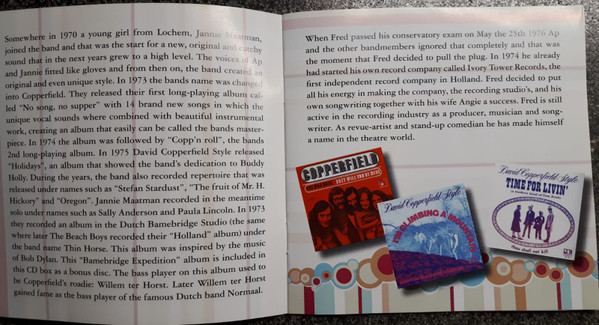 Somewhere in 1970 a young girl from Lochem, Jannie Maatman,
joined the band and that was the start for a new, original and catchy
sound that in the next years grew to a high level. The voices of Ap
and Jannie fitted like gloves and from then on, the band created an
original and even unique style. In 1973 the bands name was changed
into Copperfield. They released their first long-playing album cal-
led "No song, no supper" with 14 brand new songs in which the
unique vocal sounds where combined with beautiful instrumental
work, creating an album that easily can be called the bands master-
piece. In 1974 the album was followed by "Copp'n roll", the bands
2nd long-playing album. In 1975 David Copperfield Style released
"Holidays", an album that showed the band's dedication to Buddy
Holly. During the years, the band also recorded repertoire that was
released under names such as "Stefan Stardust", "The fruit of Mr. H.
Hickory" and "Oregon". Jannie Maatman recorded in the meantime
solo under names such as Sally Anderson and Paula Lincoln. In 1973
they recorded an album in the Dutch Bamebridge Studio (the same
where later The Beach Boys recorded their "Holland" album) under
the band name Thin Horse. This album was inspired by the music
of Bob Dylan. This "Bamebridge Expedition" album is included in
this CD box as a bonus disc. The bass player on this album used to
be Copperfield's roadie: Willem ter Horst. Later Willem ter Horst
gained fame as the bass player of the famous Dutch band Normaal.
When Fred passed his conservatory exam on May the 25th 1976 Ap
and the other bandmembers ignored that completely and that was
the moment that Fred decided to pull the plug. In 1974 he already
had started his own record company called Ivory Tower Records, the
first independent record company in Holland. Fred decided to put
all his energy in making the company, the recording studio's, and his
own songwriting together with his wife Angie a success. Fred is still
active in the recording industry as a producer, musician and song-
writer. As revue-artist and stand-up comedian he has made himself
a name in the theatre world.
COPPERFIELD
David Copperfield Style
I'M CLIMBING A MOUNTAIN
David Copperfield Style
TIME FOR LIVIN'
Thou shalt not kill